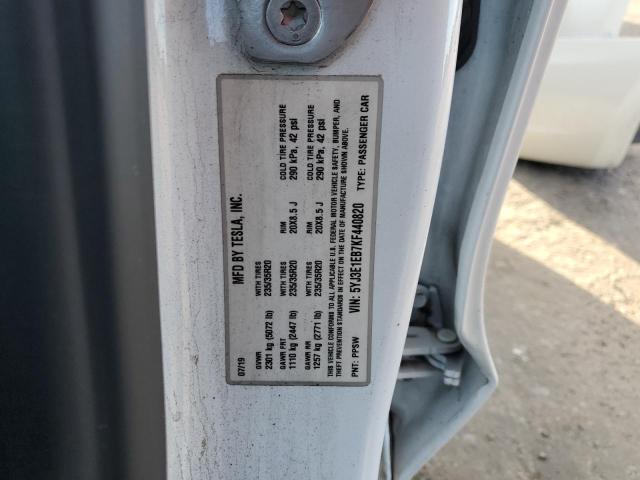 MFD BY TESLA, INC.
07/19
GVWR WITH TIRES RIM COLD TIRE PRESSURE
2301 kg (5072 lb) 235/35R20 20X8.5 J 290 kPa, 42 psi
GAWR FRT WITH TIRES RIM COLD TIRE PRESSURE
1110 kg (2447 lb) 235/35R20 20X8.5 J 290 kPa, 42 psi
GAWR RR WITH TIRES
1257 kg (2771 lb) 235/35R20
THIS VEHICLE CONFORMS TO ALL APPLICABLE U.S. FEDERAL MOTOR VEHICLE SAFETY, BUMPER, AND
THEFT PREVENTION STANDARDS IN EFFECT ON THE DATE OF MANUFACTURE SHOWN ABOVE.
VIN: 5YJ3E1EB7KF440820
PNT: PPSW TYPE: PASSENGER CAR